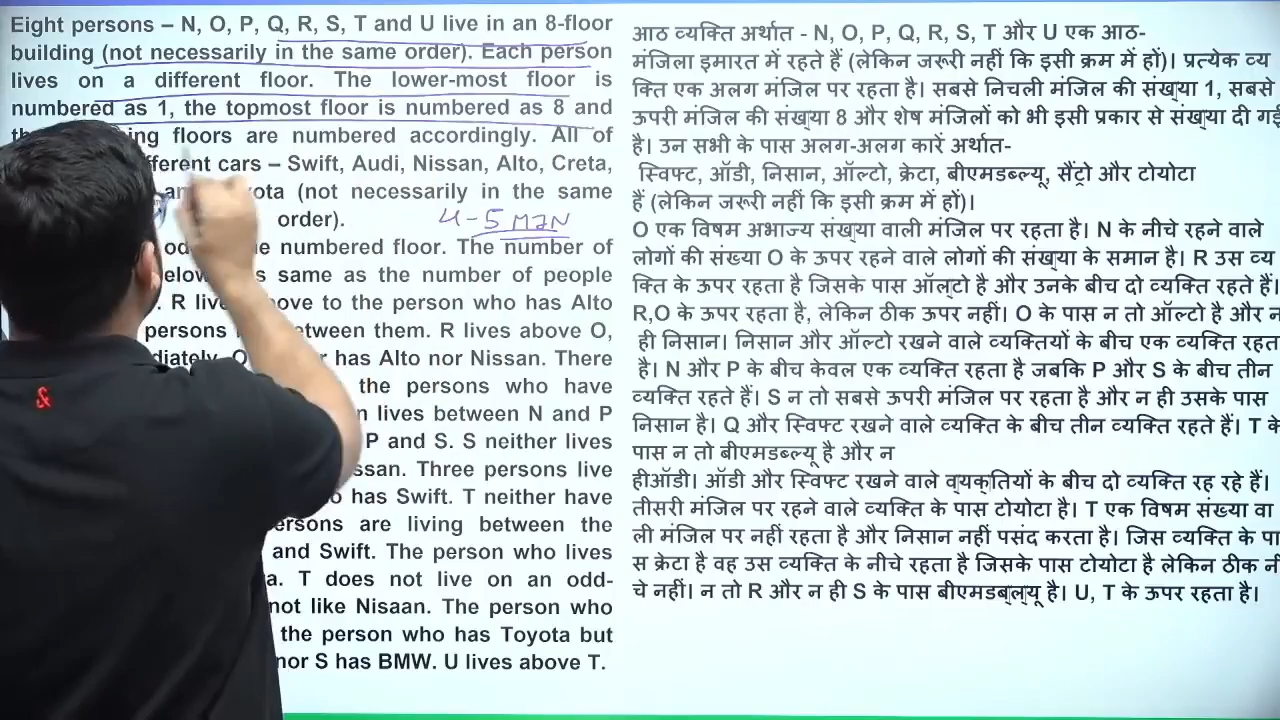 Eight persons – N, O, P, Q, R, S, T and U live in an 8-floor
building (not necessarily in the same order). Each person
lives on a different floor. The lower-most floor is
numbered as 1, the topmost floor is numbered as 8 and
floors are numbered accordingly. All of
cars – Swift, Audi, Nissan, Alto, Creta,
(not necessarily in the same
order). 4-5 MIN
numbered floor. The number of
same as the number of people
R to the person who has Alto
persons between them. R lives above O,
has Alto nor Nissan. There
the persons who have
lives between N and P
P and S. S neither lives
Three persons live
has Swift. T neither have
are living between the
and Swift. The person who lives
T does not live on an odd-
not like Nisaan. The person who
the person who has Toyota but
nor S has BMW. U lives above T.
आठ व्यक्ति अर्थात - N, O, P, Q, R, S, T और U एक आठ-
मंजिला इमारत में रहते हैं (लेकिन जरूरी नहीं कि इसी क्रम में हों)। प्रत्येक व्य
क्ति एक अलग मंजिल पर रहता है। सबसे निचली मंजिल की संख्या 1, सबसे
ऊपरी मंजिल की संख्या 8 और शेष मंजिलों को भी इसी प्रकार से संख्या दी गई
है। उन सभी के पास अलग-अलग कारें अर्थात-
स्विफ्ट, ऑडी, निसान, ऑल्टो, क्रेटा, बीएमडब्ल्यू, सैंट्रो और टोयोटा
हैं (लेकिन जरूरी नहीं कि इसी क्रम में हों)।
O एक विषम अभाज्य संख्या वाली मंजिल पर रहता है। N के नीचे रहने वाले
लोगों की संख्या O के ऊपर रहने वाले लोगों की संख्या के समान है। R उस व्य
क्ति के ऊपर रहता है जिसके पास ऑल्टो है और उनके बीच दो व्यक्ति रहते हैं।
R,O के ऊपर रहता है, लेकिन ठीक ऊपर नहीं। O के पास न तो ऑल्टो है और न
ही निसान। निसान और ऑल्टो रखने वाले व्यक्तियों के बीच एक व्यक्ति रहत
है। N और P के बीच केवल एक व्यक्ति रहता है जबकि P और S के बीच तीन
व्यक्ति रहते हैं। S न तो सबसे ऊपरी मंजिल पर रहता है और न ही उसके पास
निसान है। Q और स्विफ्ट रखने वाले व्यक्ति के बीच तीन व्यक्ति रहते हैं। T के
पास न तो बीएमडब्ल्यू है और न
हीऑडी। ऑडी और स्विफ्ट रखने वाले व्यक्तियों के बीच दो व्यक्ति रह रहे हैं।
तीसरी मंजिल पर रहने वाले व्यक्ति के पास टोयोटा है। T एक विषम संख्या वा
ली मंजिल पर नहीं रहता है और निसान नहीं पसंद करता है। जिस व्यक्ति के पा
स क्रेटा है वह उस व्यक्ति के नीचे रहता है जिसके पास टोयोटा है लेकिन ठीक नी
चे नहीं। न तो R और न ही S के पास बीएमडब्ल्यू है। U, T के ऊपर रहता है।